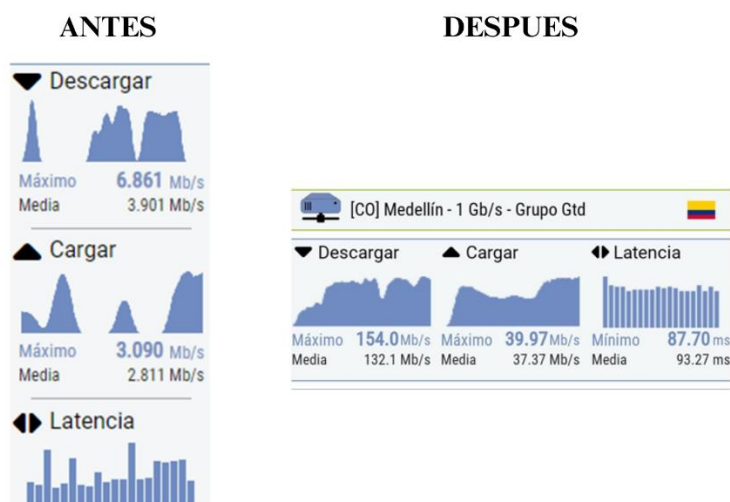 ANTES
Descargar
Máximo 6.861 Mb/s
Media 3.901 Mb/s
Cargar
Máximo 3.090 Mb/s
Media 2.811 Mb/s
Latencia
DESPUES
[CO] Medellín - 1 Gb/s - Grupo Gtd
Descargar Cargar Latencia
Máximo 154.0 Mb/s Máximo 39.97 Mb/s Mínimo 87.70 ms
Media 132.1 Mb/s Media 37.37 Mb/s Media 93.27 ms